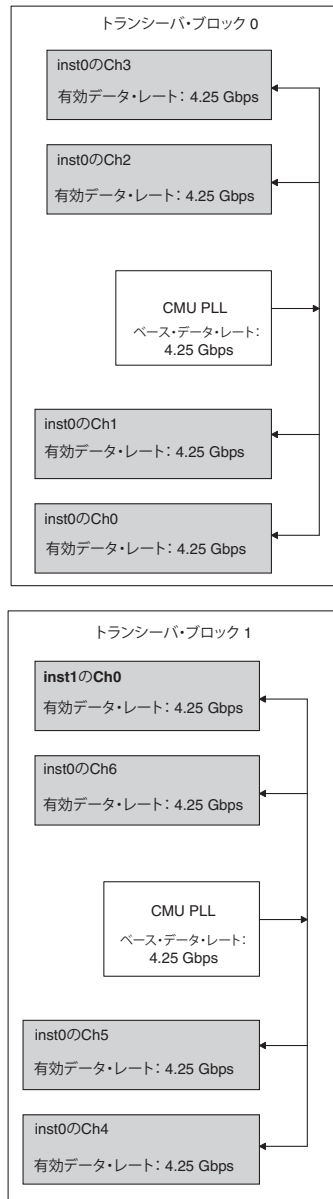 トランシーバ・ブロック 0
inst0のCh3
有効データ・レート： 4.25 Gbps
inst0のCh2
有効データ・レート： 4.25 Gbps
CMU PLL
ベース・データ・レート：
4.25 Gbps
inst0のCh1
有効データ・レート： 4.25 Gbps
inst0のCh0
有効データ・レート： 4.25 Gbps
トランシーバ・ブロック 1
inst1のCh0
有効データ・レート： 4.25 Gbps
inst0のCh6
有効データ・レート： 4.25 Gbps
CMU PLL
ベース・データ・レート：
4.25 Gbps
inst0のCh5
有効データ・レート： 4.25 Gbps
inst0のCh4
有効データ・レート： 4.25 Gbps